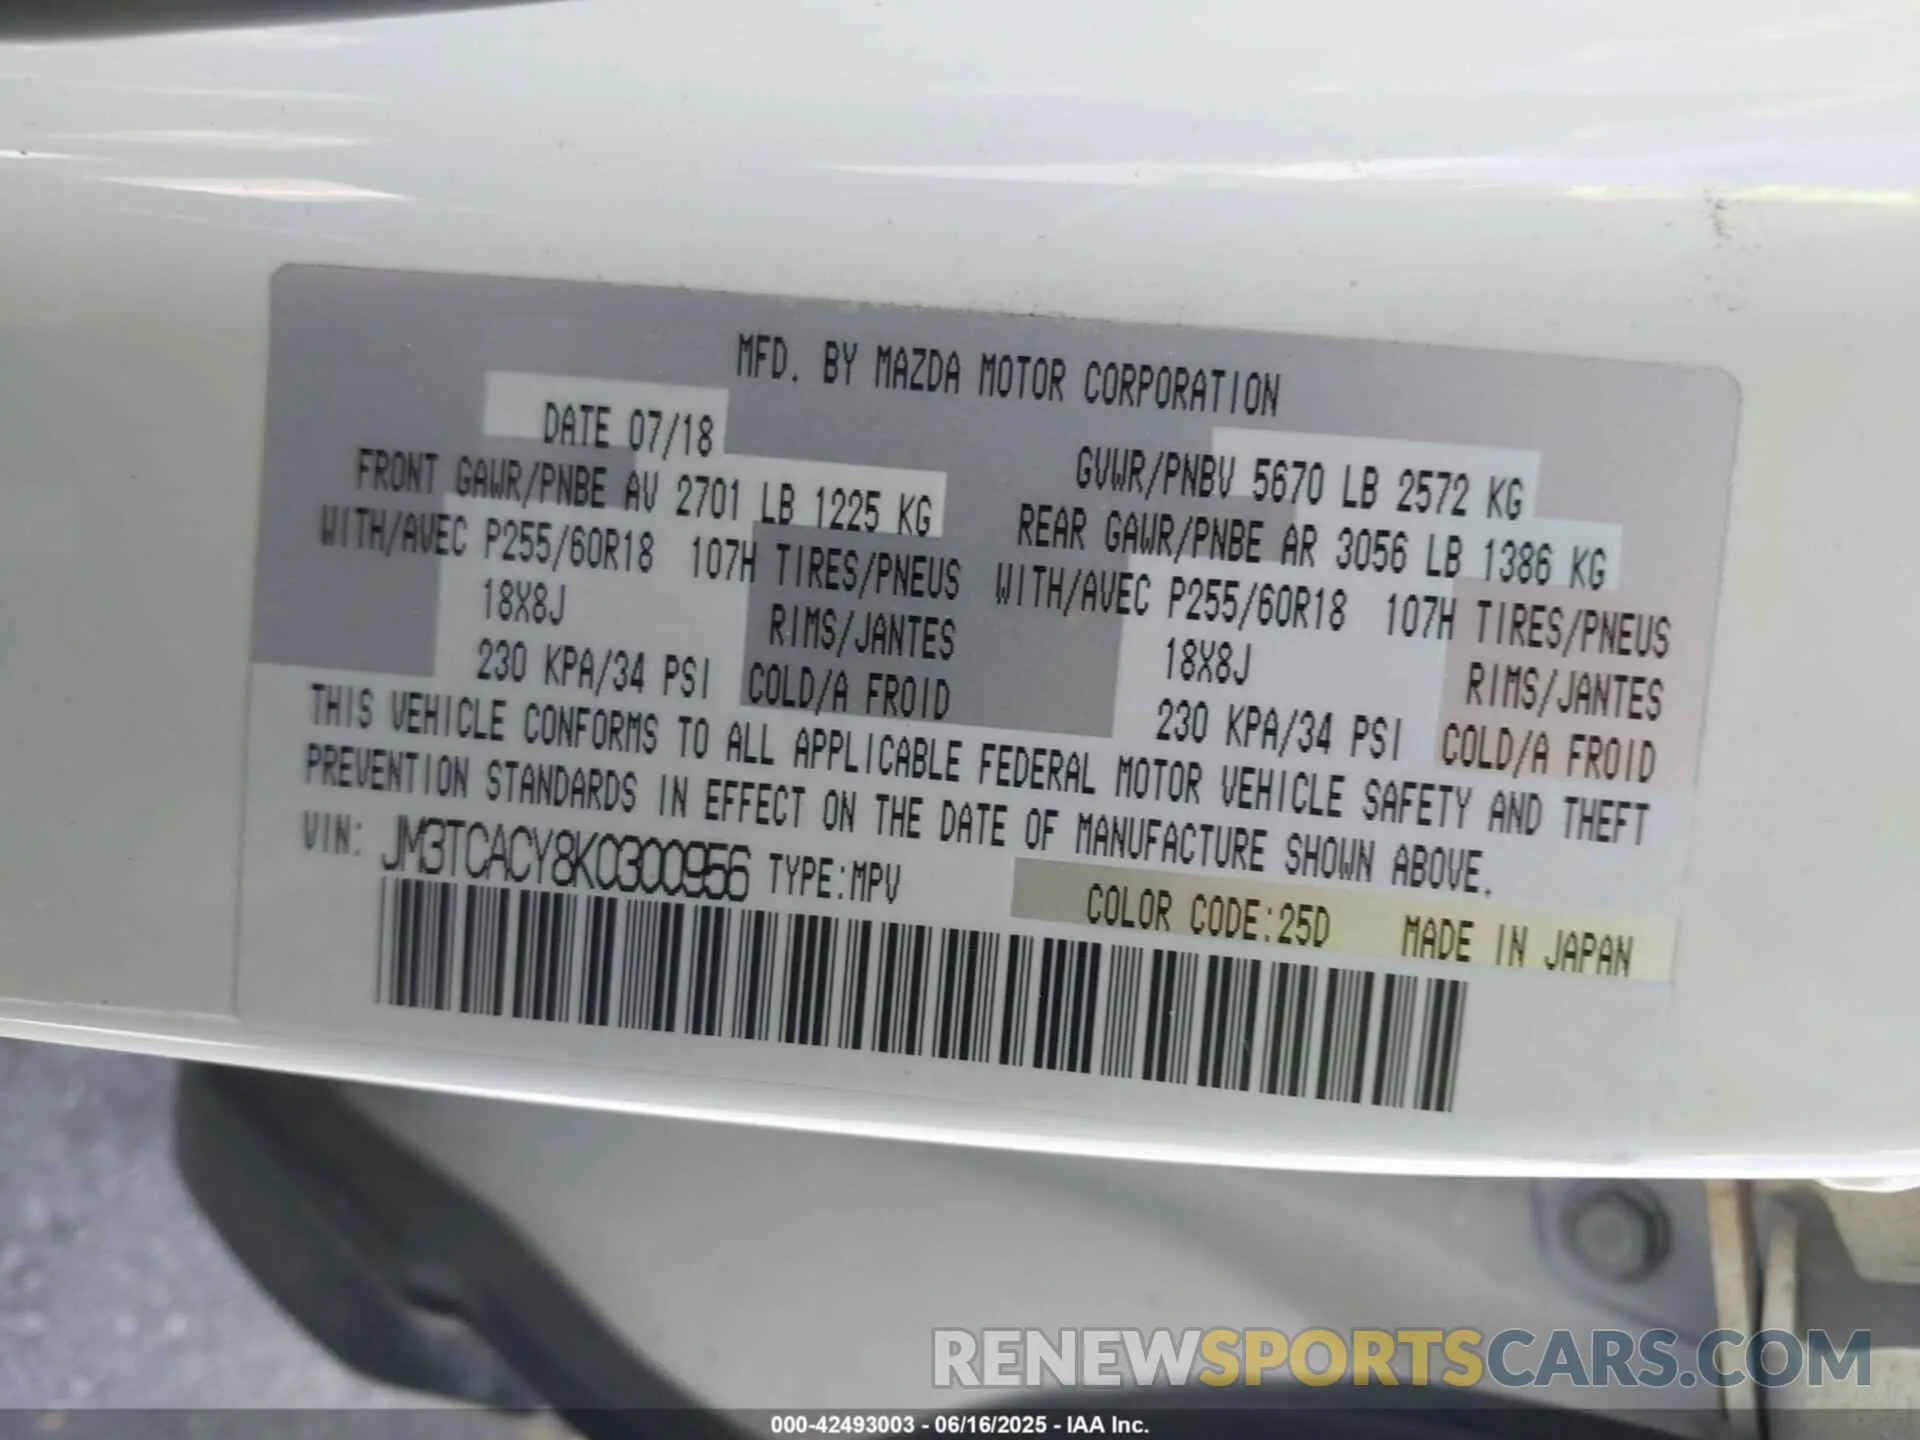 MFD. BY MAZDA MOTOR CORPORATION
DATE 07/18
GVWR/PNBV 5670 LB 2572 KG
FRONT GAWR/PNBE AV 2701 LB 1225 KG
REAR GAWR/PNBE AR 3056 LB 1386 KG
WITH/AVEC P255/60R18 107H TIRES/PNEUS
WITH/AVEC P255/60R18 107H TIRES/PNEUS
18X8J RIMS/JANTES
18X8J RIMS/JANTES
230 KPA/34 PSI COLD/A FROID
230 KPA/34 PSI COLD/A FROID
THIS VEHICLE CONFORMS TO ALL APPLICABLE FEDERAL MOTOR VEHICLE SAFETY AND THEFT
PREVENTION STANDARDS IN EFFECT ON THE DATE OF MANUFACTURE SHOWN ABOVE.
VIN: JM3TCACY8K0300956 TYPE:MPV
COLOR CODE:25D MADE IN JAPAN
RENEWSPORTSCARS.COM
000-42493003 - 06/16/2025 - IAA Inc.